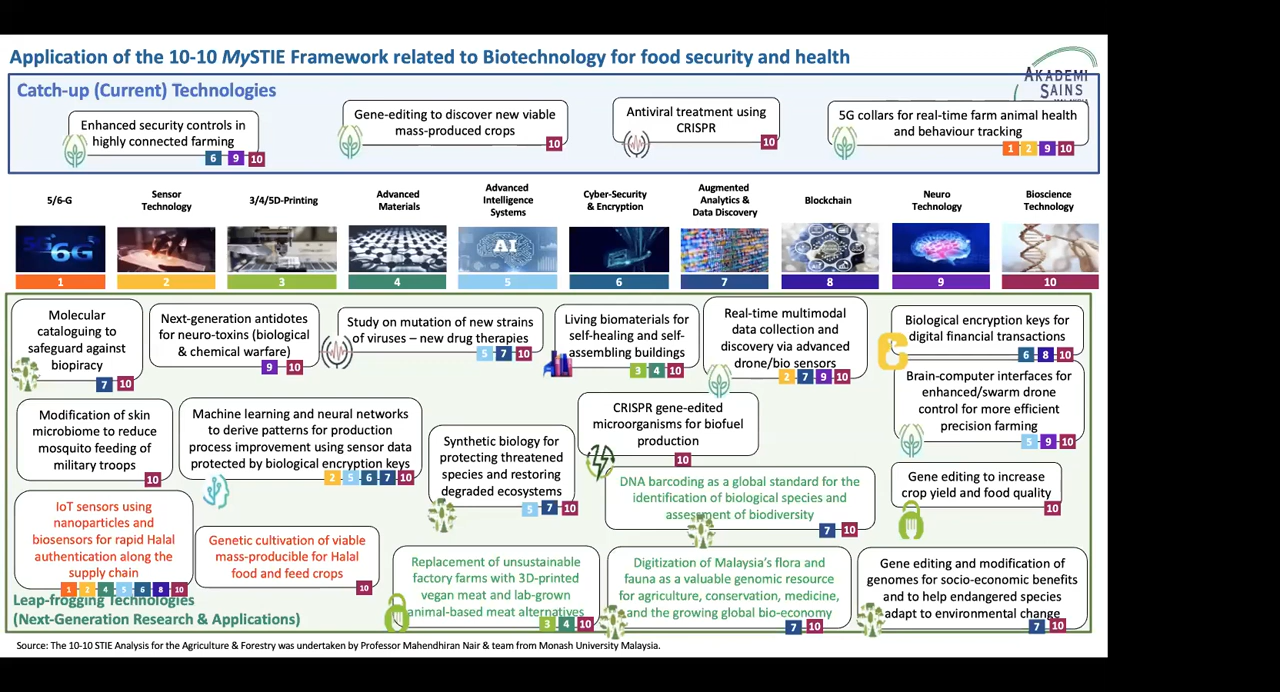 Application of the 10-10 MySTIE Framework related to Biotechnology for food security and health
AKADEMI
SAINS
Catch-up (Current) Technologies
Enhanced security controls in
highly connected farming
6 9 10
Gene-editing to discover new viable
mass-produced crops
10
Antiviral treatment using
CRISPR
10
5G collars for real-time farm animal health
and behaviour tracking
1 2 9 10
5/6-G
Sensor
Technology
3/4/5D-Printing
Advanced
Materials
Advanced
Intelligence
Systems
Cyber-Security
& Encryption
Augmented
Analytics &
Data Discovery
Blockchain
Neuro
Technology
Bioscience
Technology
5G 6G
AI
1 2 3 4 5 6 7 8 9 10
Molecular
cataloguing to
safeguard against
biopiracy
7 10
Next-generation antidotes
for neuro-toxins (biological
& chemical warfare)
9 10
Study on mutation of new strains
of viruses – new drug therapies
5 7 10
Living biomaterials for
self-healing and self-
assembling buildings
3 4 10
Real-time multimodal
data collection and
discovery via advanced
drone/bio sensors
2 7 9 10
Biological encryption keys for
digital financial transactions
6 8 10
Brain-computer interfaces for
enhanced/swarm drone
control for more efficient
precision farming
5 9 10
Modification of skin
microbiome to reduce
mosquito feeding of
military troops
10
Machine learning and neural networks
to derive patterns for production
process improvement using sensor data
protected by biological encryption keys
2 5 6 7 10
Synthetic biology for
protecting threatened
species and restoring
degraded ecosystems
5 7 10
CRISPR gene-edited
microorganisms for biofuel
production
10
DNA barcoding as a global standard for the
identification of biological species and
assessment of biodiversity
7 10
Gene editing to increase
crop yield and food quality
10
IoT sensors using
nanoparticles and
biosensors for rapid Halal
authentication along the
supply chain
1 2 4 5 6 8 10
Genetic cultivation of viable
mass-producible for Halal
food and feed crops
10
Replacement of unsustainable
factory farms with 3D-printed
vegan meat and lab-grown
animal-based meat alternatives
3 4 10
Digitization of Malaysia's flora and
fauna as a valuable genomic resource
for agriculture, conservation, medicine,
and the growing global bio-economy
7 10
Gene editing and modification of
genomes for socio-economic benefits
and to help endangered species
adapt to environmental change
7 10
Leap-frogging Technologies
(Next-Generation Research & Applications)
Source: The 10-10 STIE Analysis for the Agriculture & Forestry was undertaken by Professor Mahendhiran Nair & team from Monash University Malaysia.